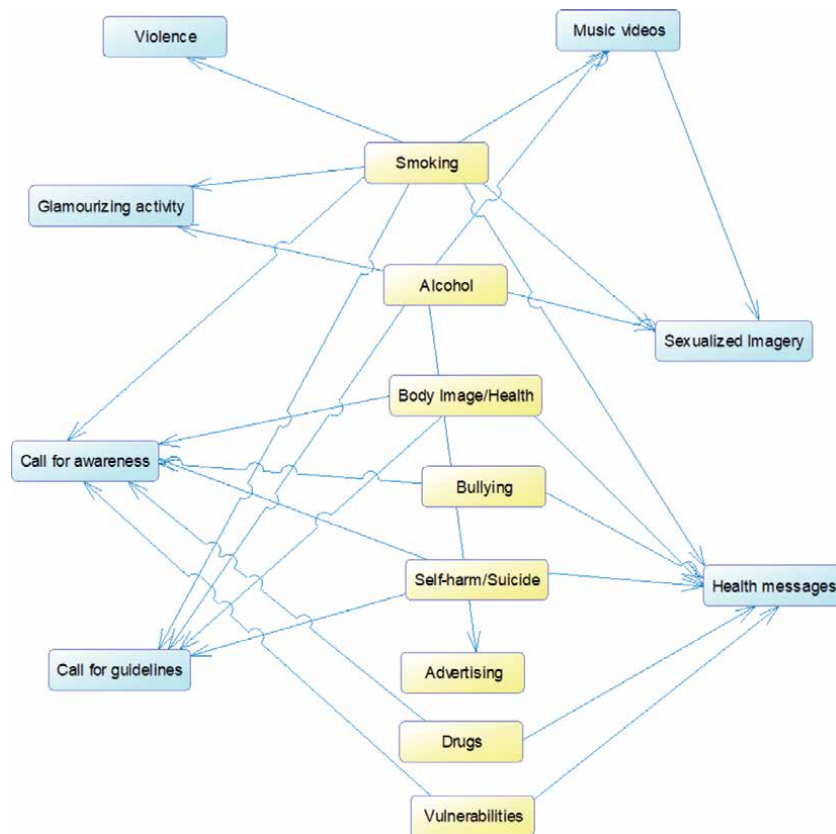 Violence
Music videos
Smoking
Glamourizing activity
Alcohol
Sexualized Imagery
Body Image/Health
Call for awareness
Bullying
Self-harm/Suicide
Health messages
Call for guidelines
Advertising
Drugs
Vulnerabilities